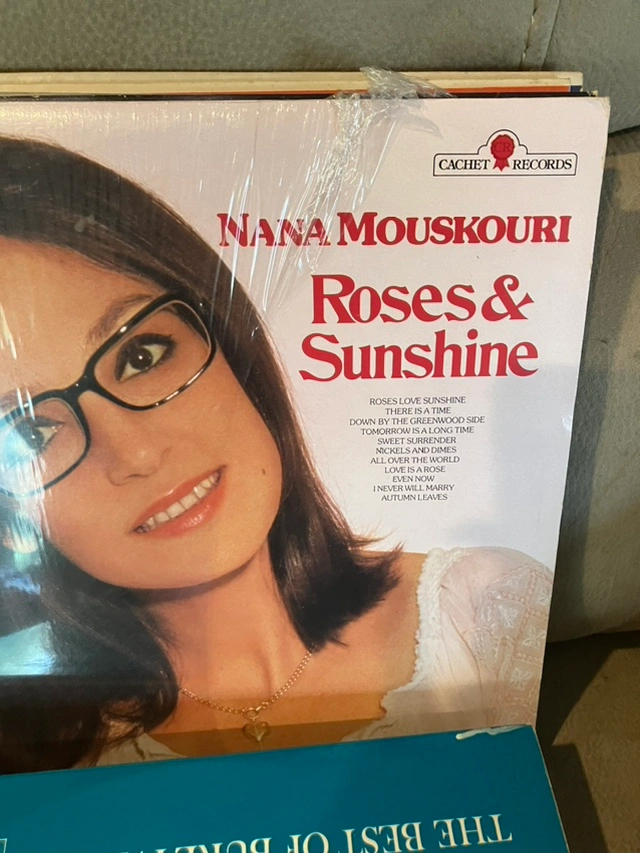 CR
CACHET RECORDS
NANA MOUSKOURI
Roses &
Sunshine
ROSES LOVE SUNSHINE
THERE IS A TIME
DOWN BY THE GREENWOOD SIDE
TOMORROW IS A LONG TIME
SWEET SURRENDER
NICKELS AND DIMES
ALL OVER THE WORLD
LOVE IS A ROSE
EVEN NOW
I NEVER WILL MARRY
AUTUMN LEAVES
THE BEST OF